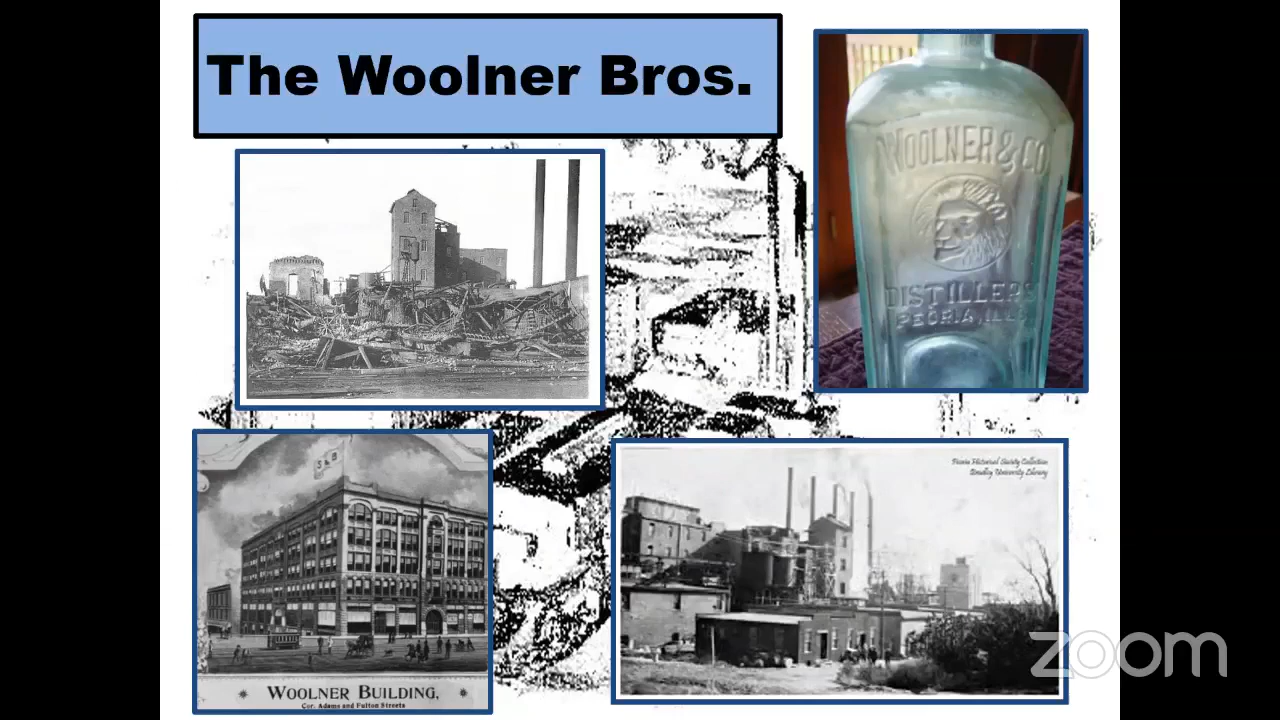 The Woolner Bros.
WOOLNER & CO
DISTILLERS
PEORIA, ILLS
S & B
Peoria Historical Society Collection
Bradley University Library
WOOLNER BUILDING,
Cor. Adams and Fulton Streets
zoom